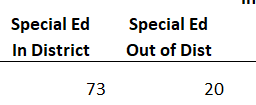 Special Ed Special Ed
In District Out of Dist
73 20